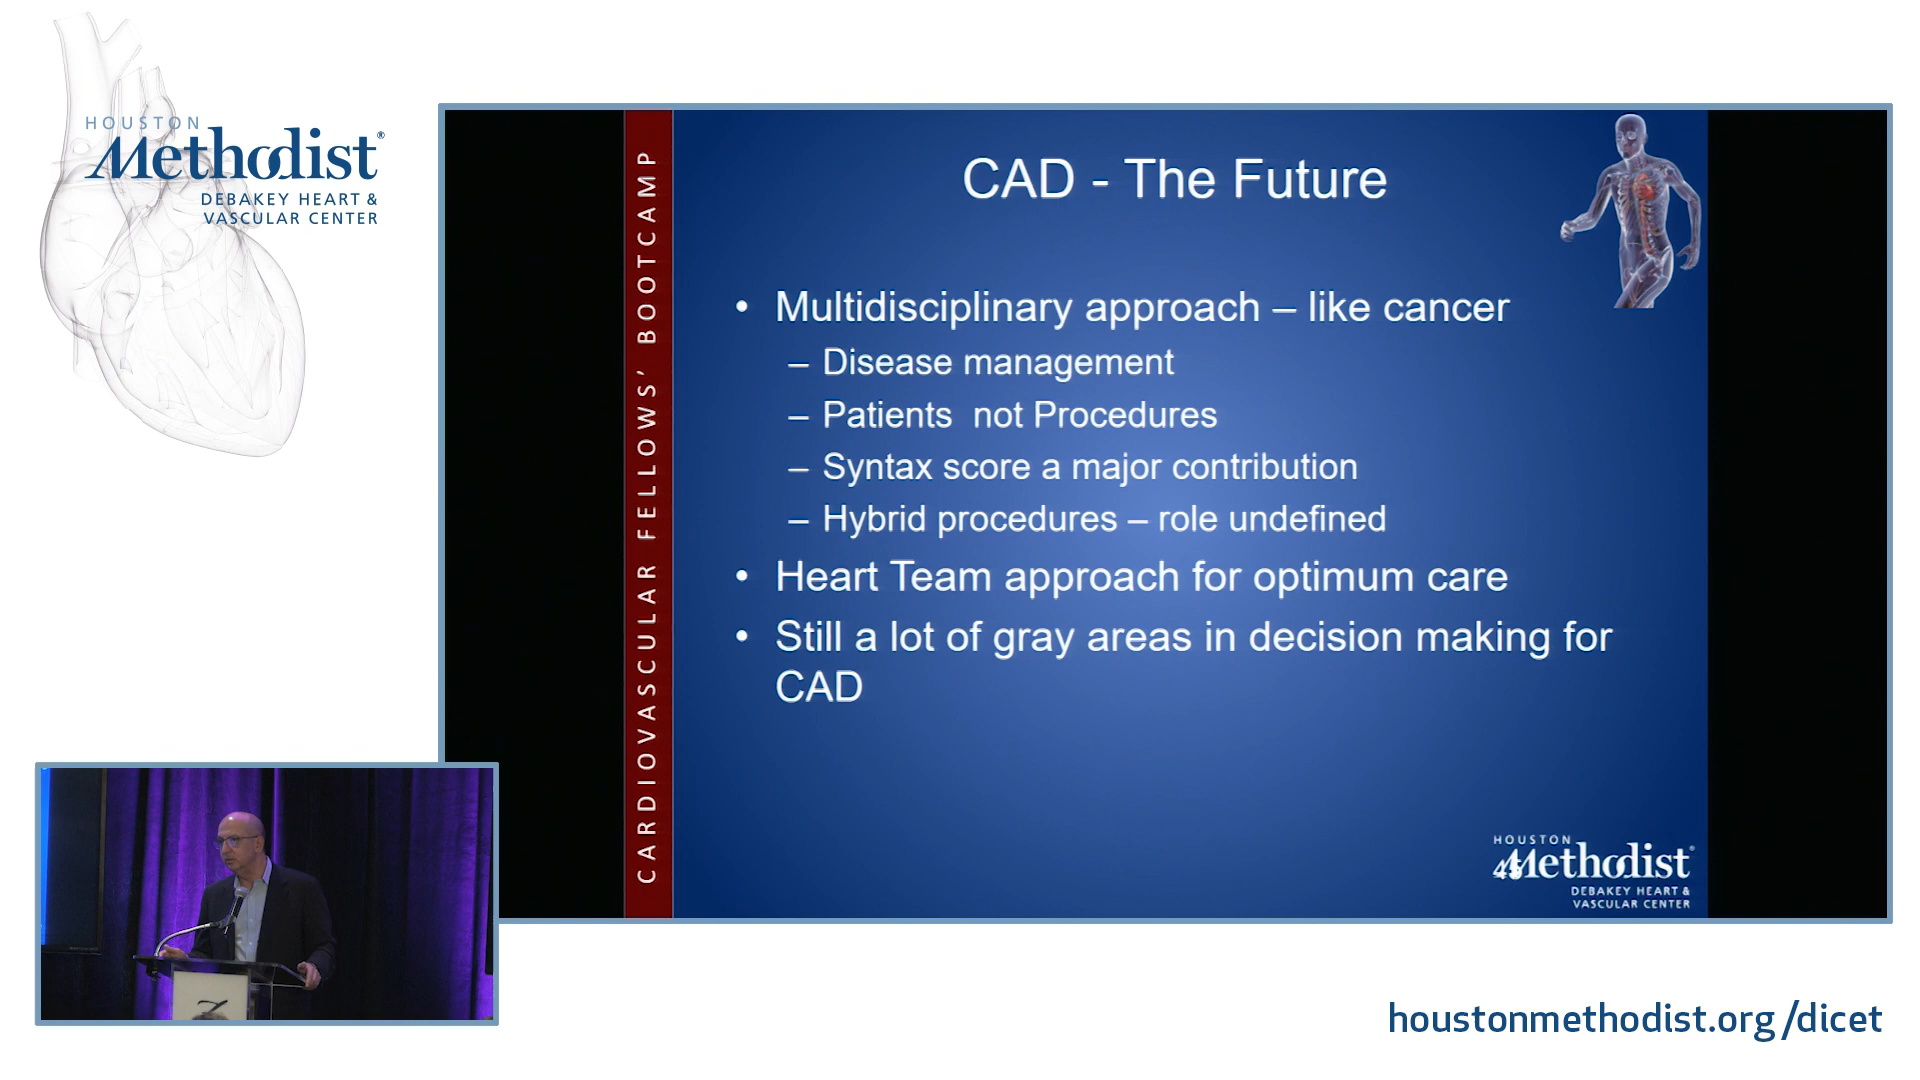 HOUSTON
Methodist®
DEBAKEY HEART &
VASCULAR CENTER
CARDIOVASCULAR FELLOWS' BOOTCAMP
CAD - The Future
• Multidisciplinary approach – like cancer
– Disease management
– Patients  not Procedures
– Syntax score a major contribution
– Hybrid procedures – role undefined
• Heart Team approach for optimum care
• Still a lot of gray areas in decision making for
CAD
HOUSTON
Methodist®
DEBAKEY HEART &
VASCULAR CENTER
houstonmethodist.org/dicet